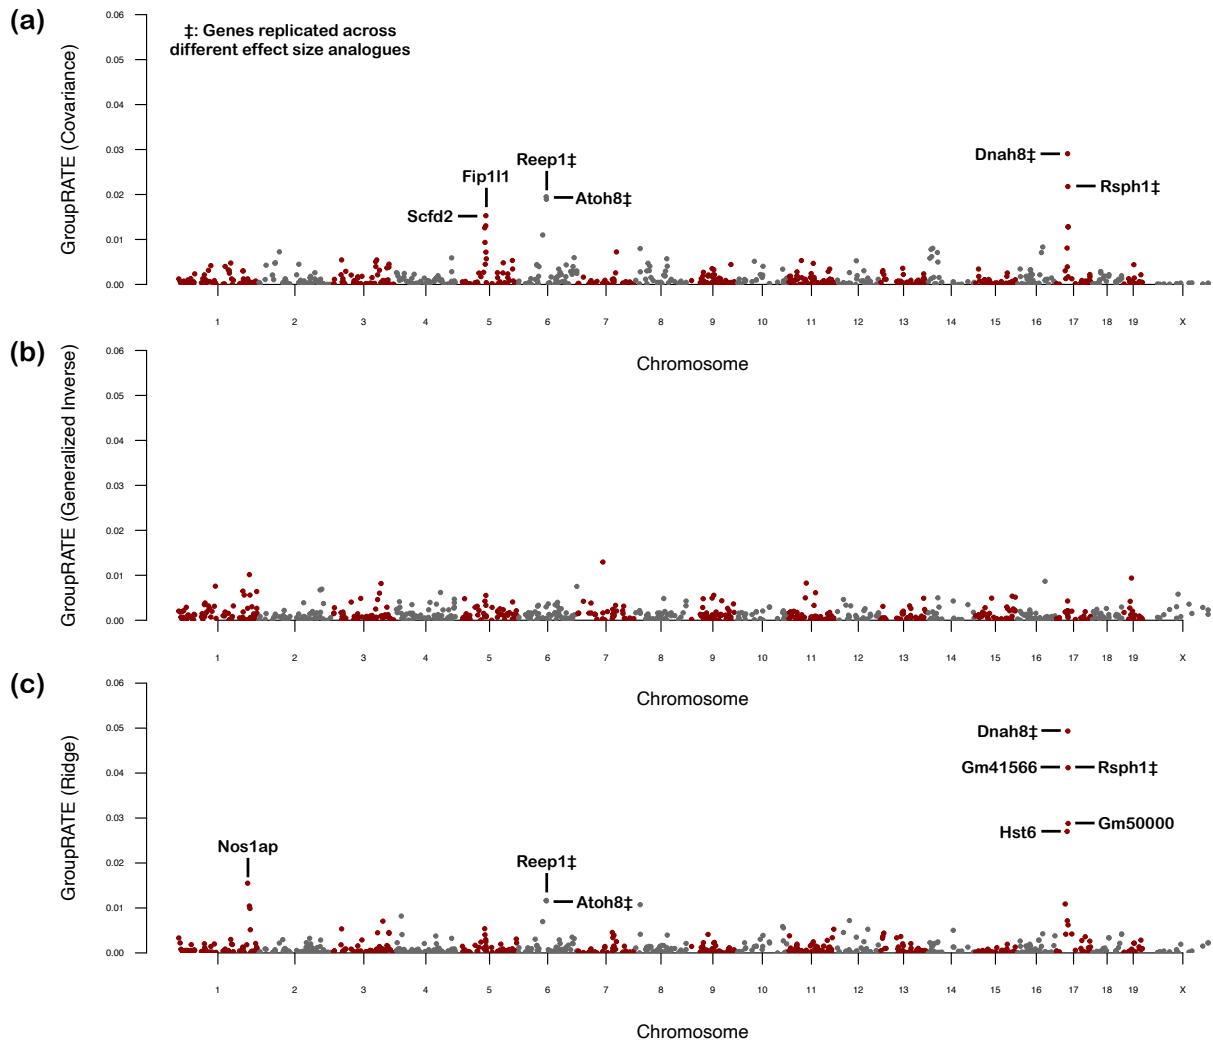 (a)
GroupRATE (Covariance)
‡: Genes replicated across
different effect size analogues
0.06
0.05
0.04
0.03
0.02
0.01
0.00
Scfd2
Fip1l1
Reep1‡
Atoh8‡
Dnah8‡
Rsph1‡
1 2 3 4 5 6 7 8 9 10 11 12 13 14 15 16 17 18 19 X
Chromosome
(b)
GroupRATE (Generalized Inverse)
0.06
0.05
0.04
0.03
0.02
0.01
0.00
1 2 3 4 5 6 7 8 9 10 11 12 13 14 15 16 17 18 19 X
Chromosome
(c)
GroupRATE (Ridge)
0.06
0.05
0.04
0.03
0.02
0.01
0.00
Nos1ap
Reep1‡
Atoh8‡
Dnah8‡
Gm41566
Rsph1‡
Gm50000
Hst6
1 2 3 4 5 6 7 8 9 10 11 12 13 14 15 16 17 18 19 X
Chromosome